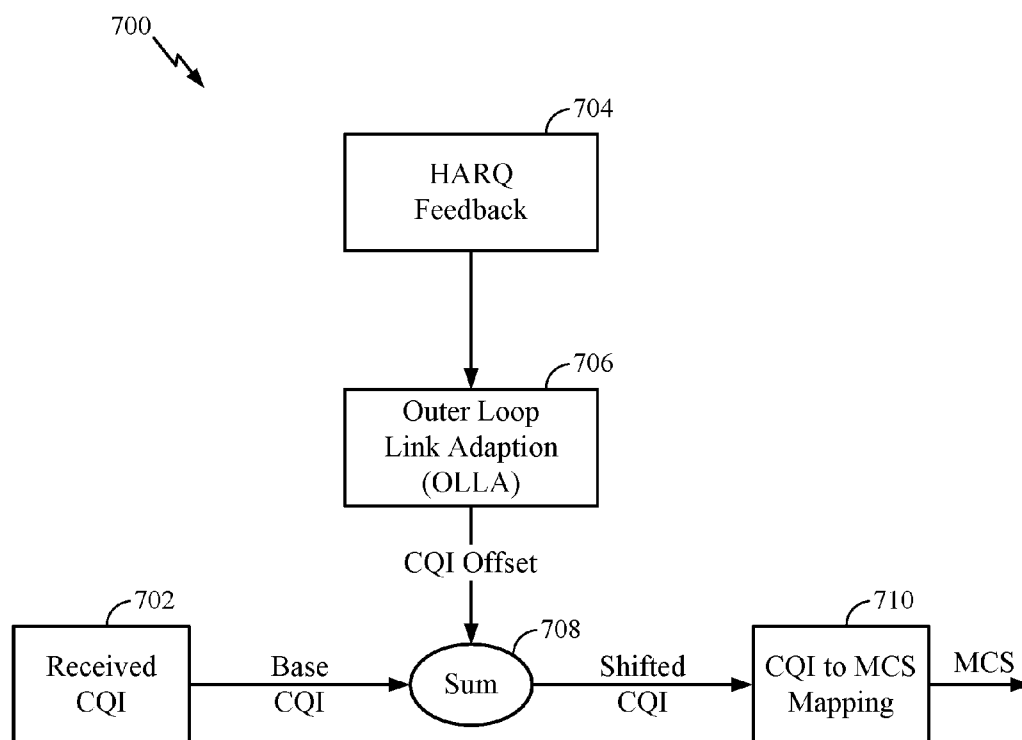 700
704
HARQ
Feedback
706
Outer Loop
Link Adaption
(OLLA)
CQI Offset
702
Received
CQI
Base
CQI
708
Sum
Shifted
CQI
710
CQI to MCS
Mapping
MCS